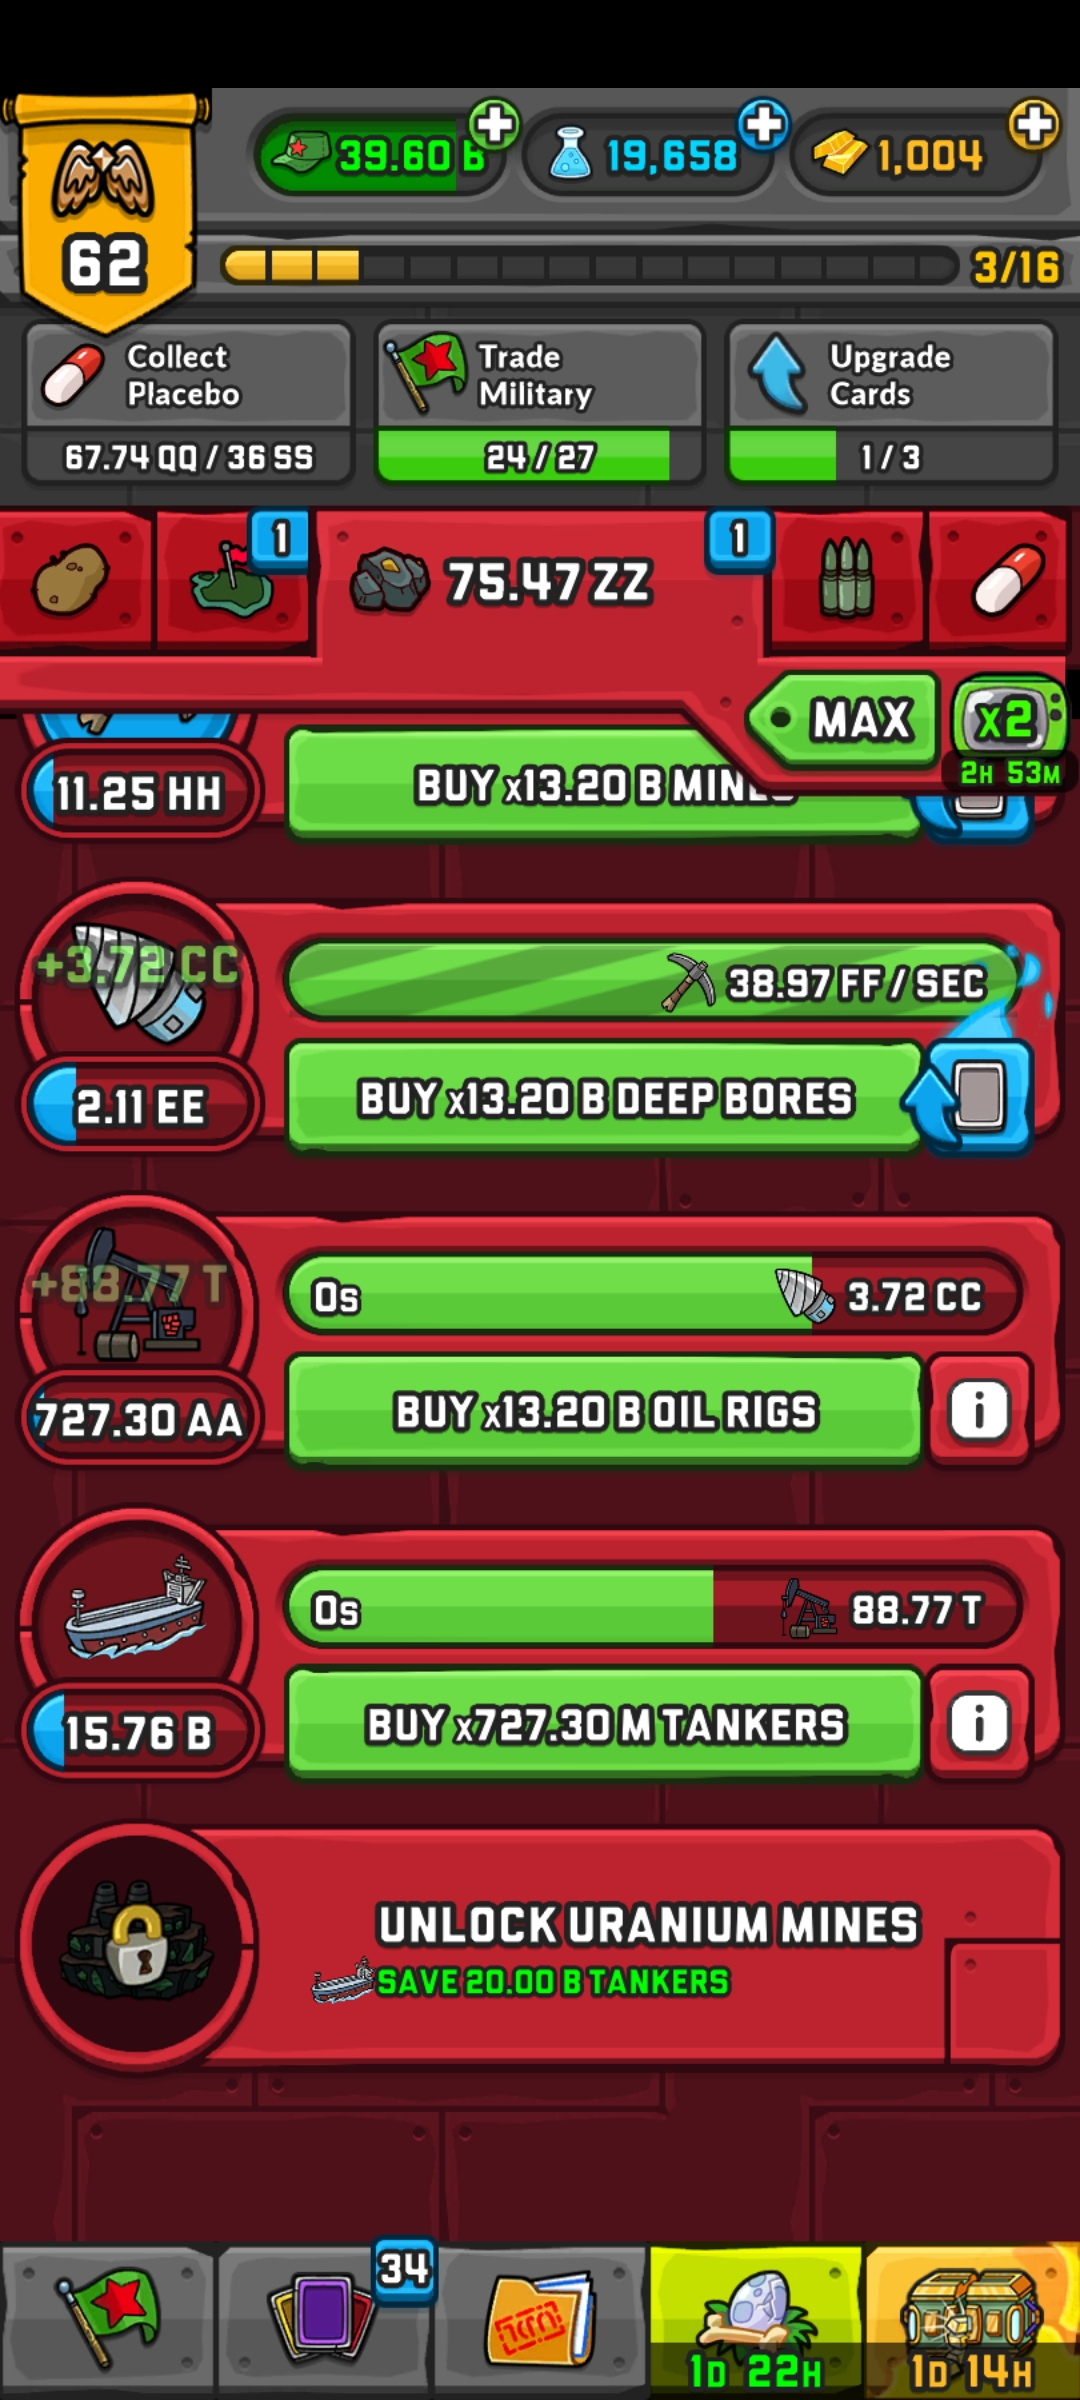 39.60 B
19,658
1,004
62
3/16
Collect
Placebo
Trade
Military
Upgrade
Cards
67.74 QQ / 36 SS
24 / 27
1 / 3
1
75.47 ZZ
1
MAX
x2
2H 53M
11.25 HH
BUY x13.20 B MINES
+3.72 CC
38.97 FF / SEC
2.11 EE
BUY x13.20 B DEEP BORES
+88.77 T
0s
3.72 CC
727.30 AA
BUY x13.20 B OIL RIGS
i
0s
88.77 T
15.76 B
BUY x727.30 M TANKERS
i
UNLOCK URANIUM MINES
SAVE 20.00 B TANKERS
34
1D 22H
1D 14H